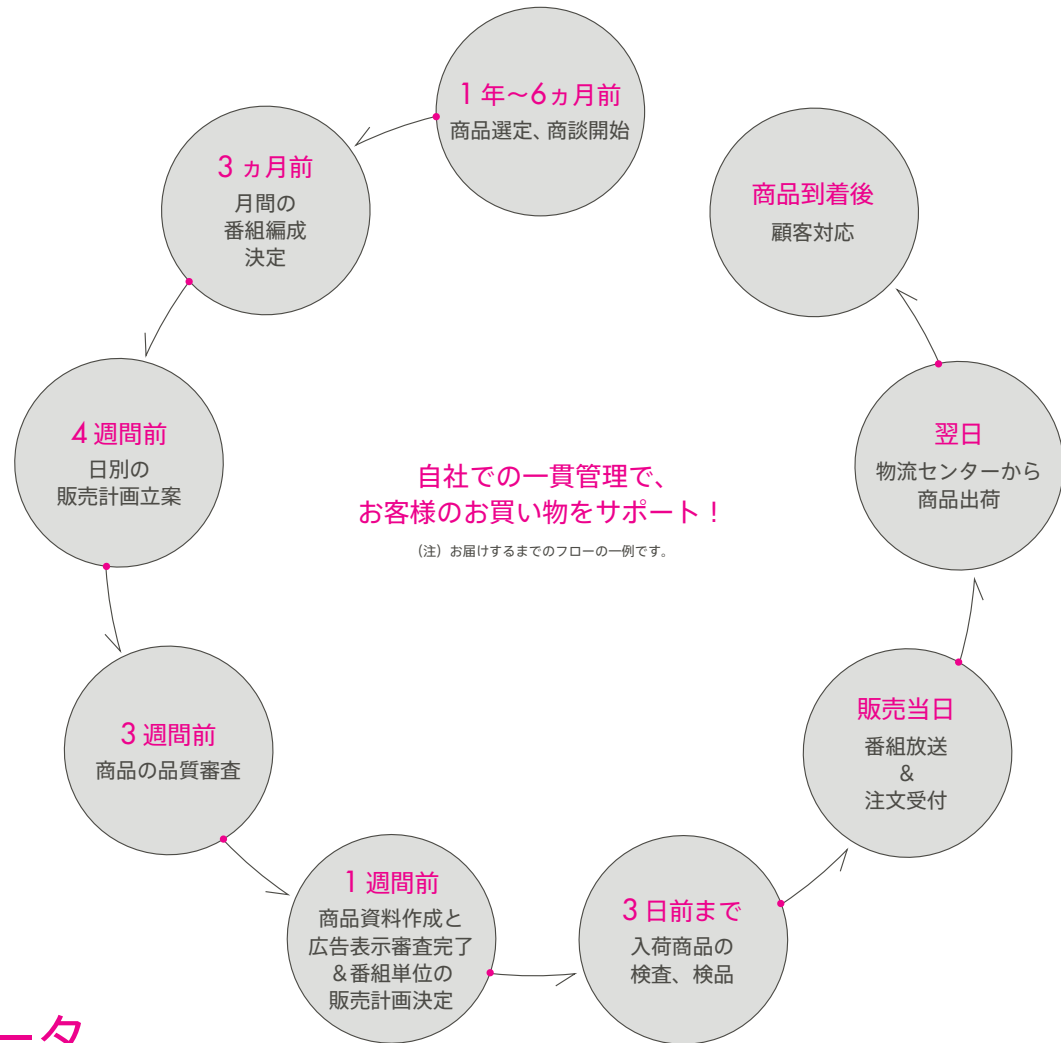 1年〜6ヵ月前
商品選定、商談開始
3ヵ月前
月間の
番組編成
決定
4週間前
日別の
販売計画立案
3週間前
商品の品質審査
1週間前
商品資料作成と
広告表示審査完了
&番組単位の
販売計画決定
3日前まで
入荷商品の
検査、検品
販売当日
番組放送
&
注文受付
翌日
物流センターから
商品出荷
商品到着後
顧客対応
自社での一貫管理で、
お客様のお買い物をサポート！
（注）お届けするまでのフローの一例です。
ータ